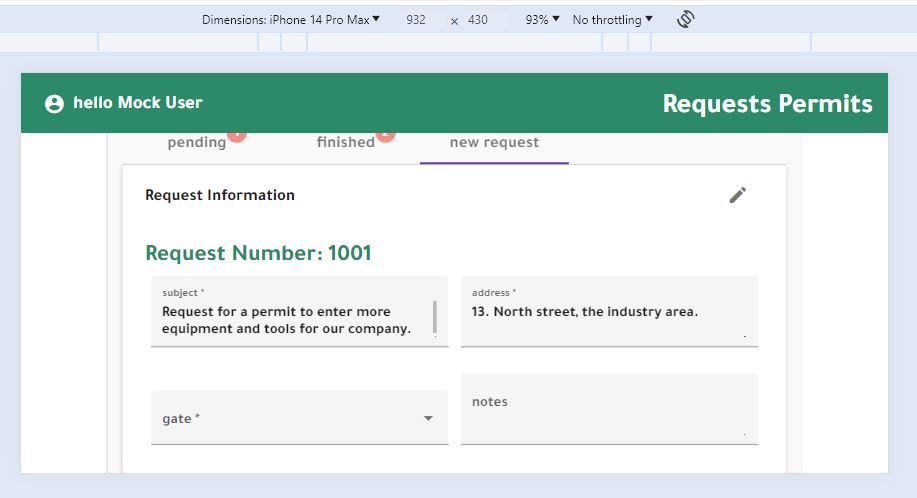 Dimensions: iPhone 14 Pro Max 932 x 430 93% No throttling
hello Mock User
Requests Permits
pending
finished 2
new request
Request Information
Request Number: 1001
subject *
Request for a permit to enter more
equipment and tools for our company.
address *
13. North street, the industry area.
gate *
notes